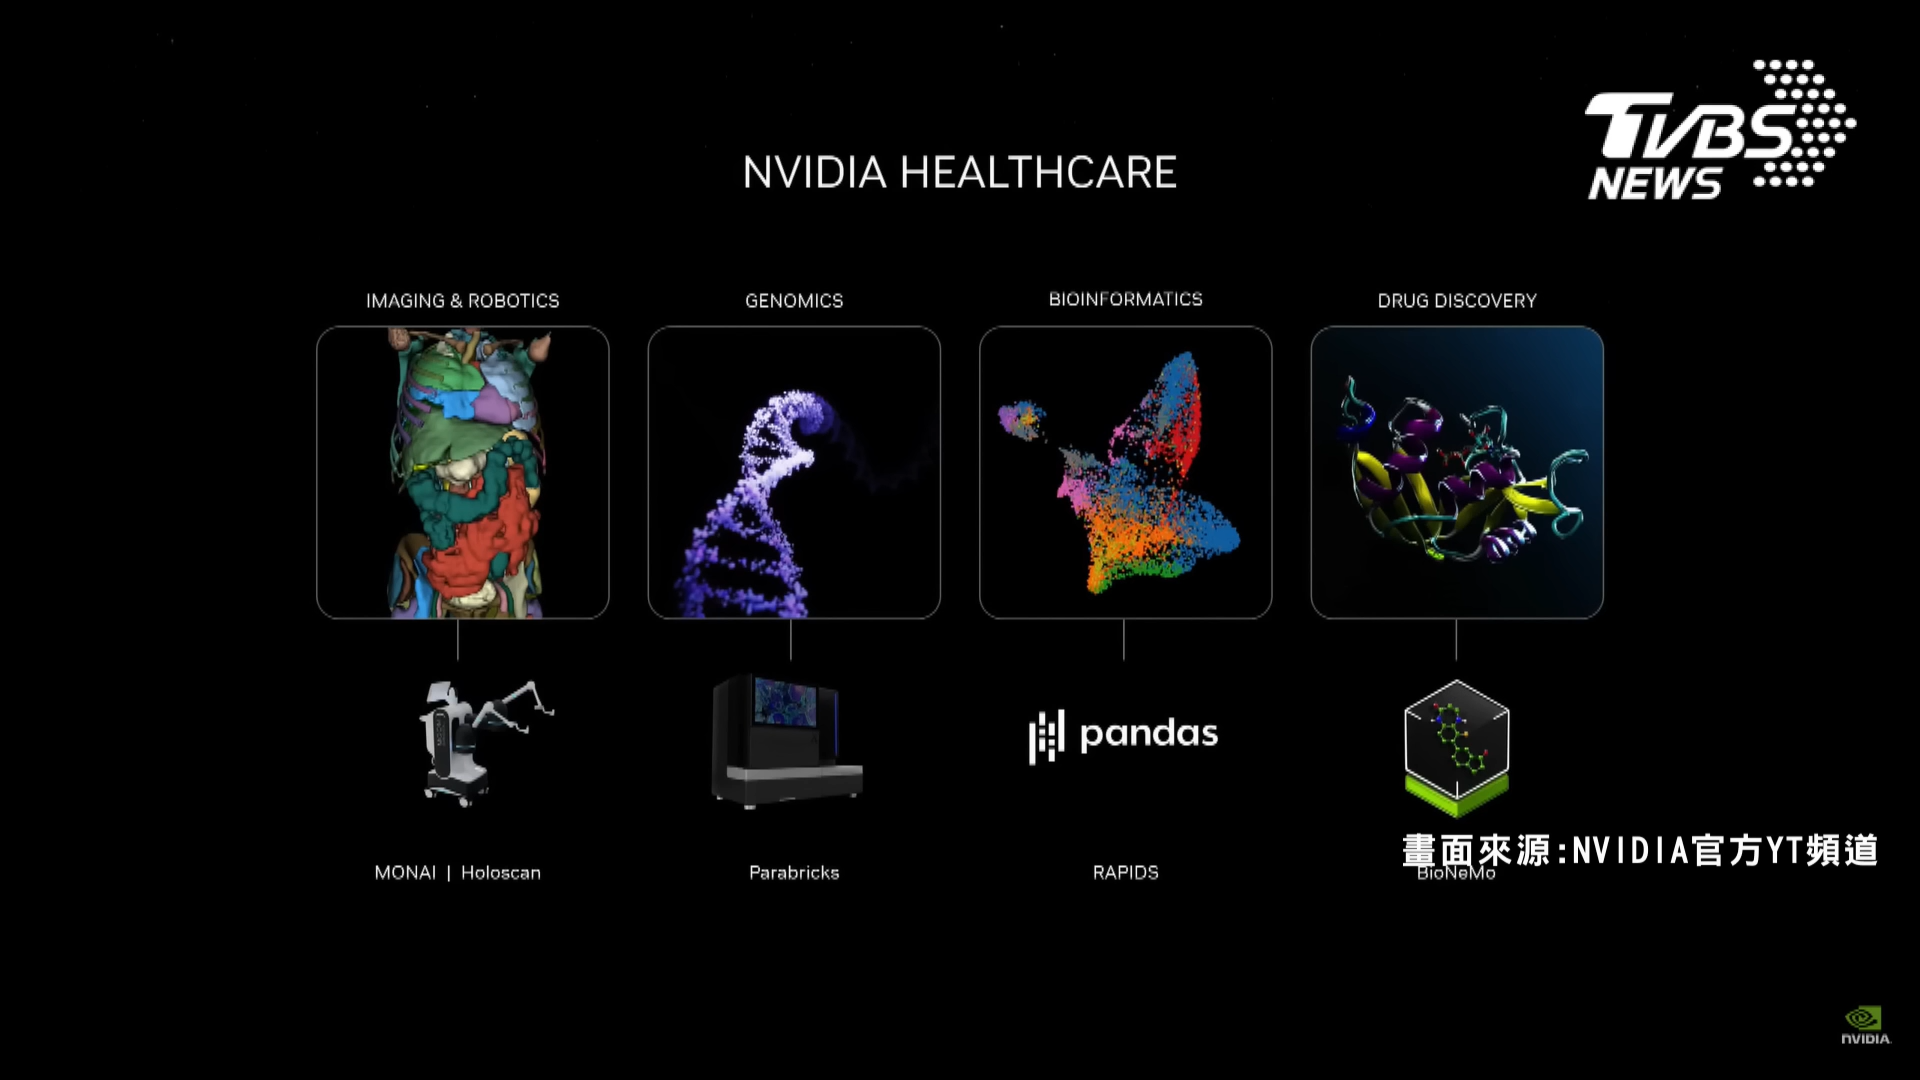 TVBS
NEWS
NVIDIA HEALTHCARE
IMAGING & ROBOTICS
GENOMICS
BIOINFORMATICS
DRUG DISCOVERY
pandas
MONAI | Holoscan
Parabricks
RAPIDS
BioNeMo
畫面來源:NVIDIA官方YT頻道
NVIDIA